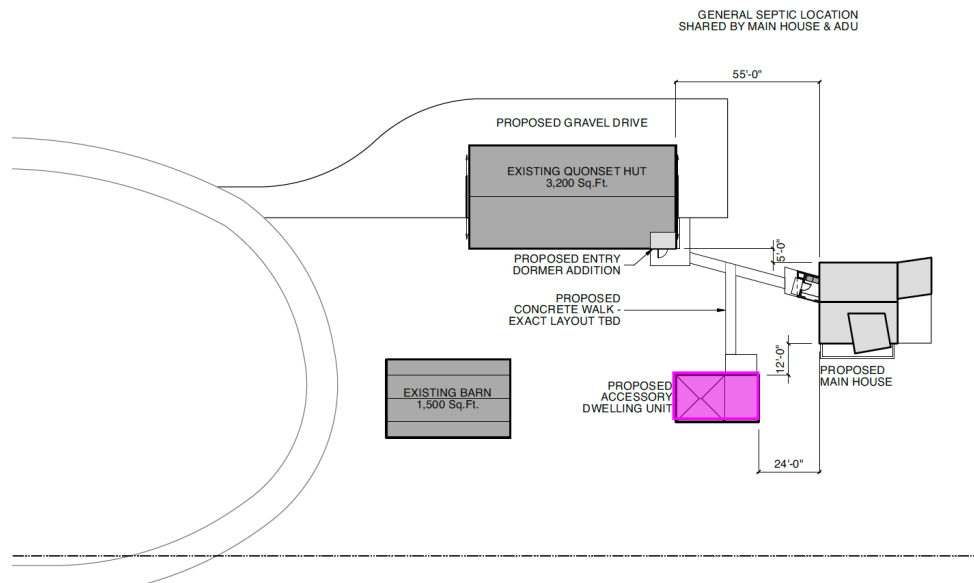 GENERAL SEPTIC LOCATION
SHARED BY MAIN HOUSE & ADU
55'-0"
PROPOSED GRAVEL DRIVE
EXISTING QUONSET HUT
3,200 Sq.Ft.
5'-0"
PROPOSED ENTRY
DORMER ADDITION
PROPOSED
CONCRETE WALK -
EXACT LAYOUT TBD
12'-0"
PROPOSED
MAIN HOUSE
EXISTING BARN
1,500 Sq.Ft.
PROPOSED
ACCESSORY
DWELLING UNIT
24'-0"